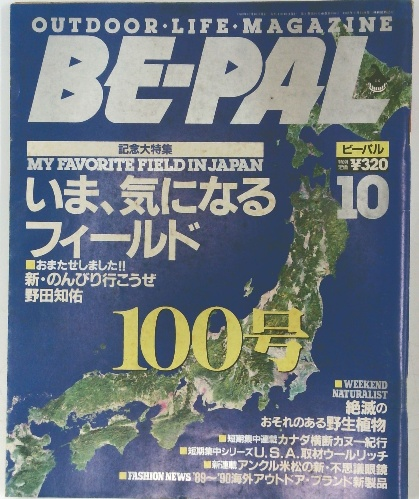 OUTDOOR・LIFE・MAGAZINE
BE-PAL
記念大特集
MY FAVORITE FIELD IN JAPAN
いま、気になる
フィールド
ビーパル
¥320
10
■おまたせしました!!
新・のんびり行こうぜ
野田知佑
100号
■WEEKEND
NATURALIST
絶滅の
おそれのある野生植物
■短期集中連載カナダ横断カヌー紀行
■短期集中シリーズU.S.A.取材ウールリッチ
■新連載アンクル米松の新・不思議眼鏡
■FASHION NEWS '89〜'90海外アウトドア・ブランド新製品